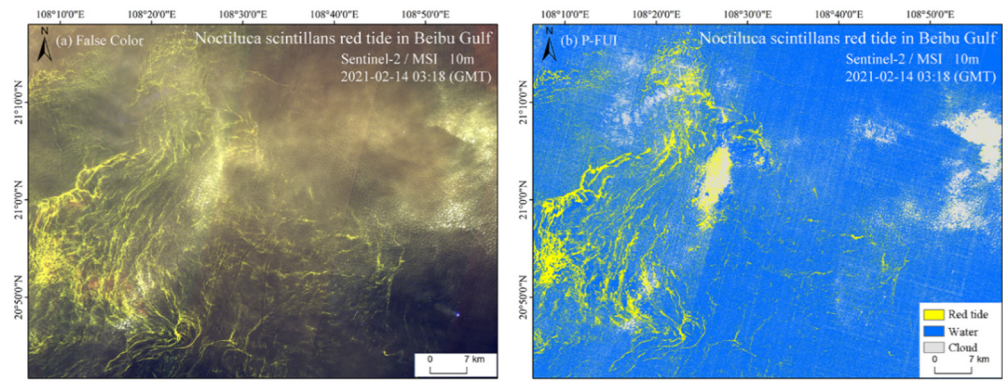 108°10'0"E 108°20'0"E 108°30'0"E 108°40'0"E 108°50'0"E
N
(a) False Color
Noctiluca scintillans red tide in Beibu Gulf
Sentinel-2 / MSI 10m
2021-02-14 03:18 (GMT)
21°10'0"N
21°0'0"N
20°50'0"N
0 7 km
108°10'0"E 108°20'0"E 108°30'0"E 108°40'0"E 108°50'0"E
N
(b) P-FUI
Noctiluca scintillans red tide in Beibu Gulf
Sentinel-2 / MSI 10m
2021-02-14 03:18 (GMT)
21°10'0"N
21°0'0"N
20°50'0"N
Red tide
Water
Cloud
0 7 km